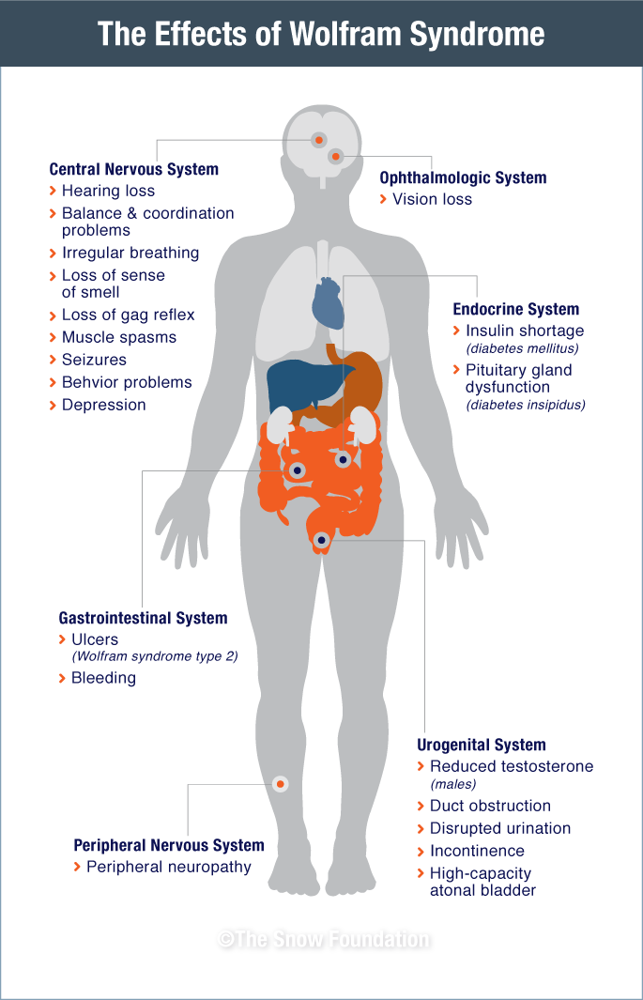 The Effects of Wolfram Syndrome
Central Nervous System
Hearing loss
Balance & coordination
problems
Irregular breathing
Loss of sense
of smell
Loss of gag reflex
Muscle spasms
Seizures
Behvior problems
Depression
Ophthalmologic System
Vision loss
Endocrine System
Insulin shortage
(diabetes mellitus)
Pituitary gland
dysfunction
(diabetes insipidus)
Gastrointestinal System
Ulcers
(Wolfram syndrome type 2)
Bleeding
Urogenital System
Reduced testosterone
(males)
Duct obstruction
Disrupted urination
Incontinence
High-capacity
atonal bladder
Peripheral Nervous System
Peripheral neuropathy
©The Snow Foundation